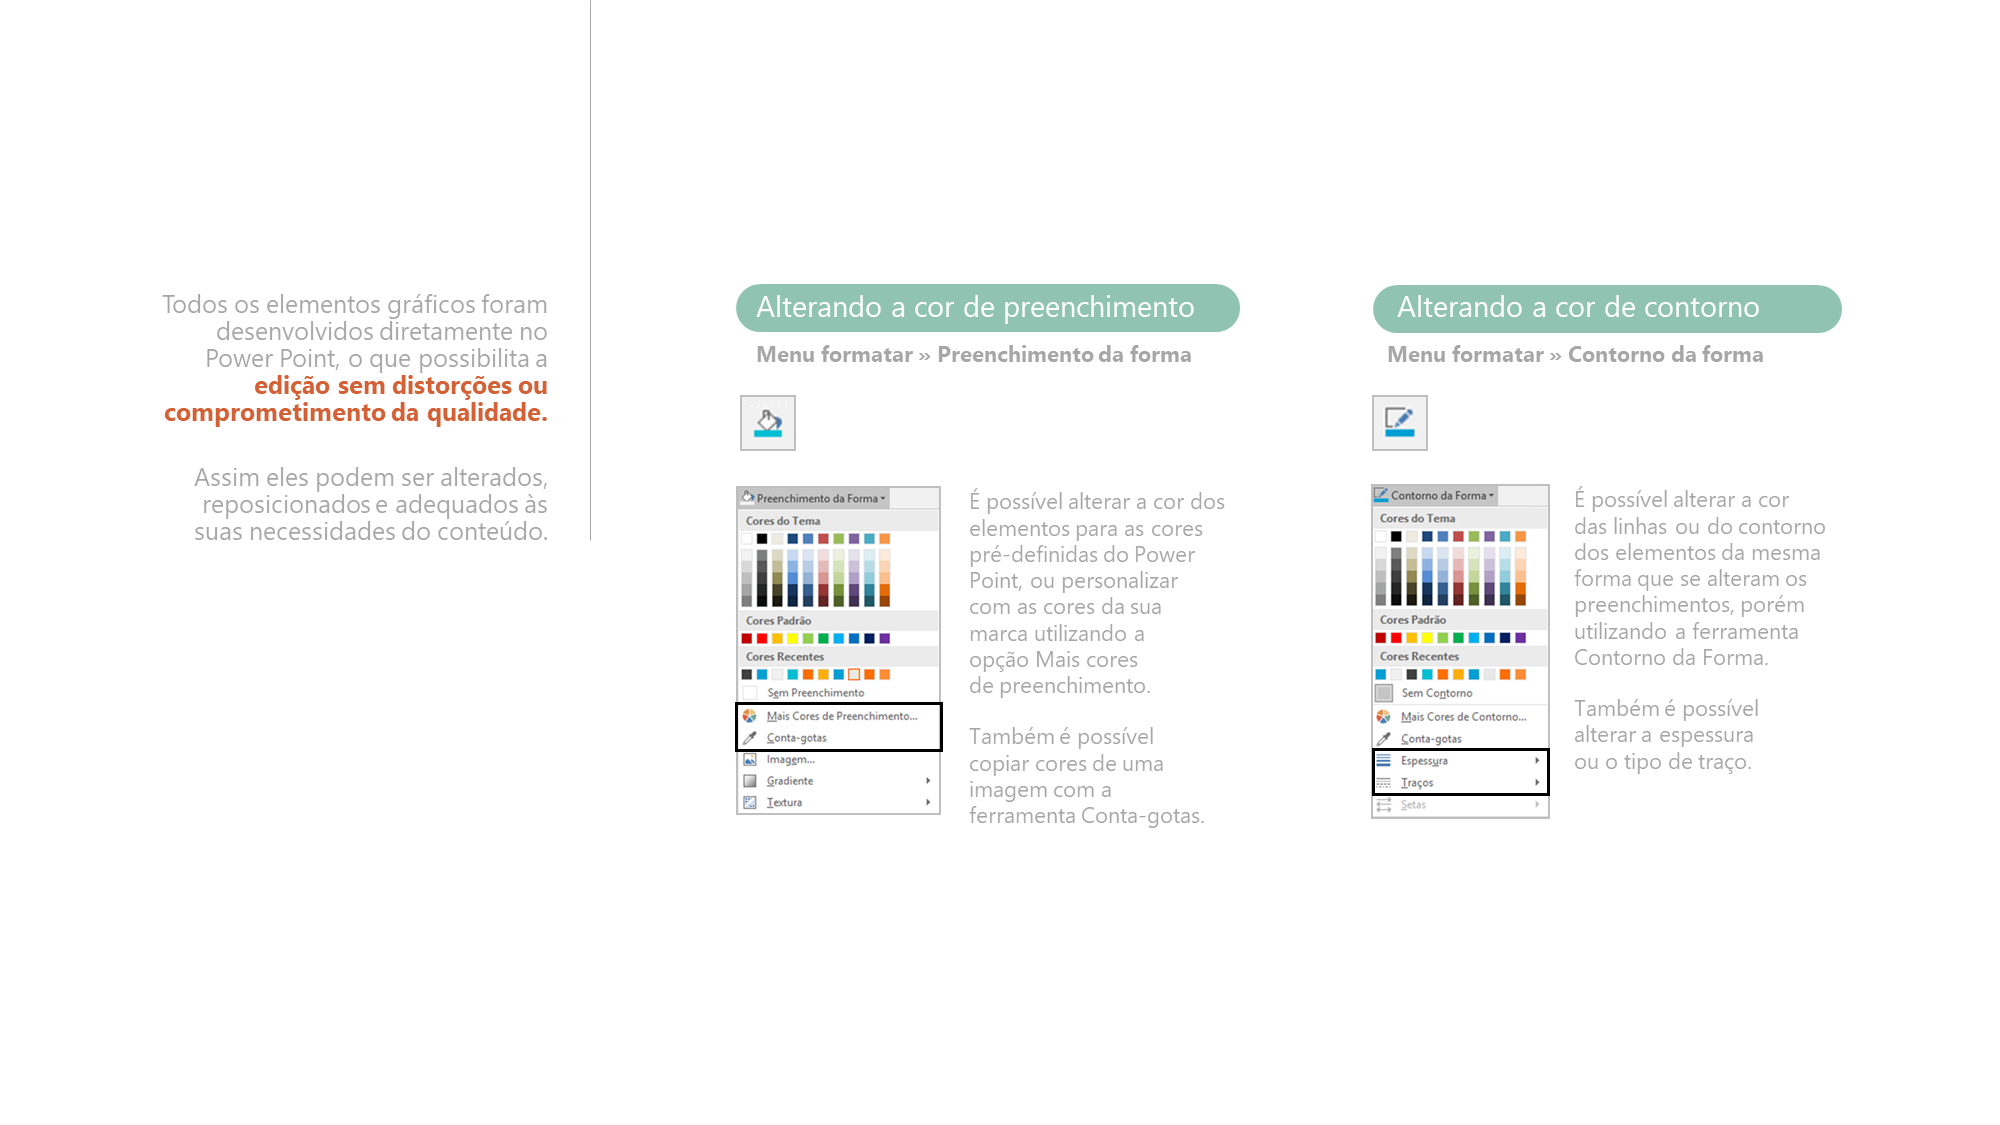 Todos os elementos gráficos foram
desenvolvidos diretamente no
Power Point, o que possibilita a
edição sem distorções ou
comprometimento da qualidade.
Assim eles podem ser alterados,
reposicionados e adequados às
suas necessidades do conteúdo.
Alterando a cor de preenchimento
Menu formatar » Preenchimento da forma
Preenchimento da Forma
Cores do Tema
Cores Padrão
Cores Recentes
Sem Preenchimento
Mais Cores de Preenchimento...
Conta-gotas
Imagem...
Gradiente
Textura
É possível alterar a cor dos
elementos para as cores
pré-definidas do Power
Point, ou personalizar
com as cores da sua
marca utilizando a
opção Mais cores
de preenchimento.
Também é possível
copiar cores de uma
imagem com a
ferramenta Conta-gotas.
Alterando a cor de contorno
Menu formatar » Contorno da forma
Contorno da Forma
Cores do Tema
Cores Padrão
Cores Recentes
Sem Contorno
Mais Cores de Contorno...
Conta-gotas
Espessura
Traços
Setas
É possível alterar a cor
das linhas ou do contorno
dos elementos da mesma
forma que se alteram os
preenchimentos, porém
utilizando a ferramenta
Contorno da Forma.
Também é possível
alterar a espessura
ou o tipo de traço.